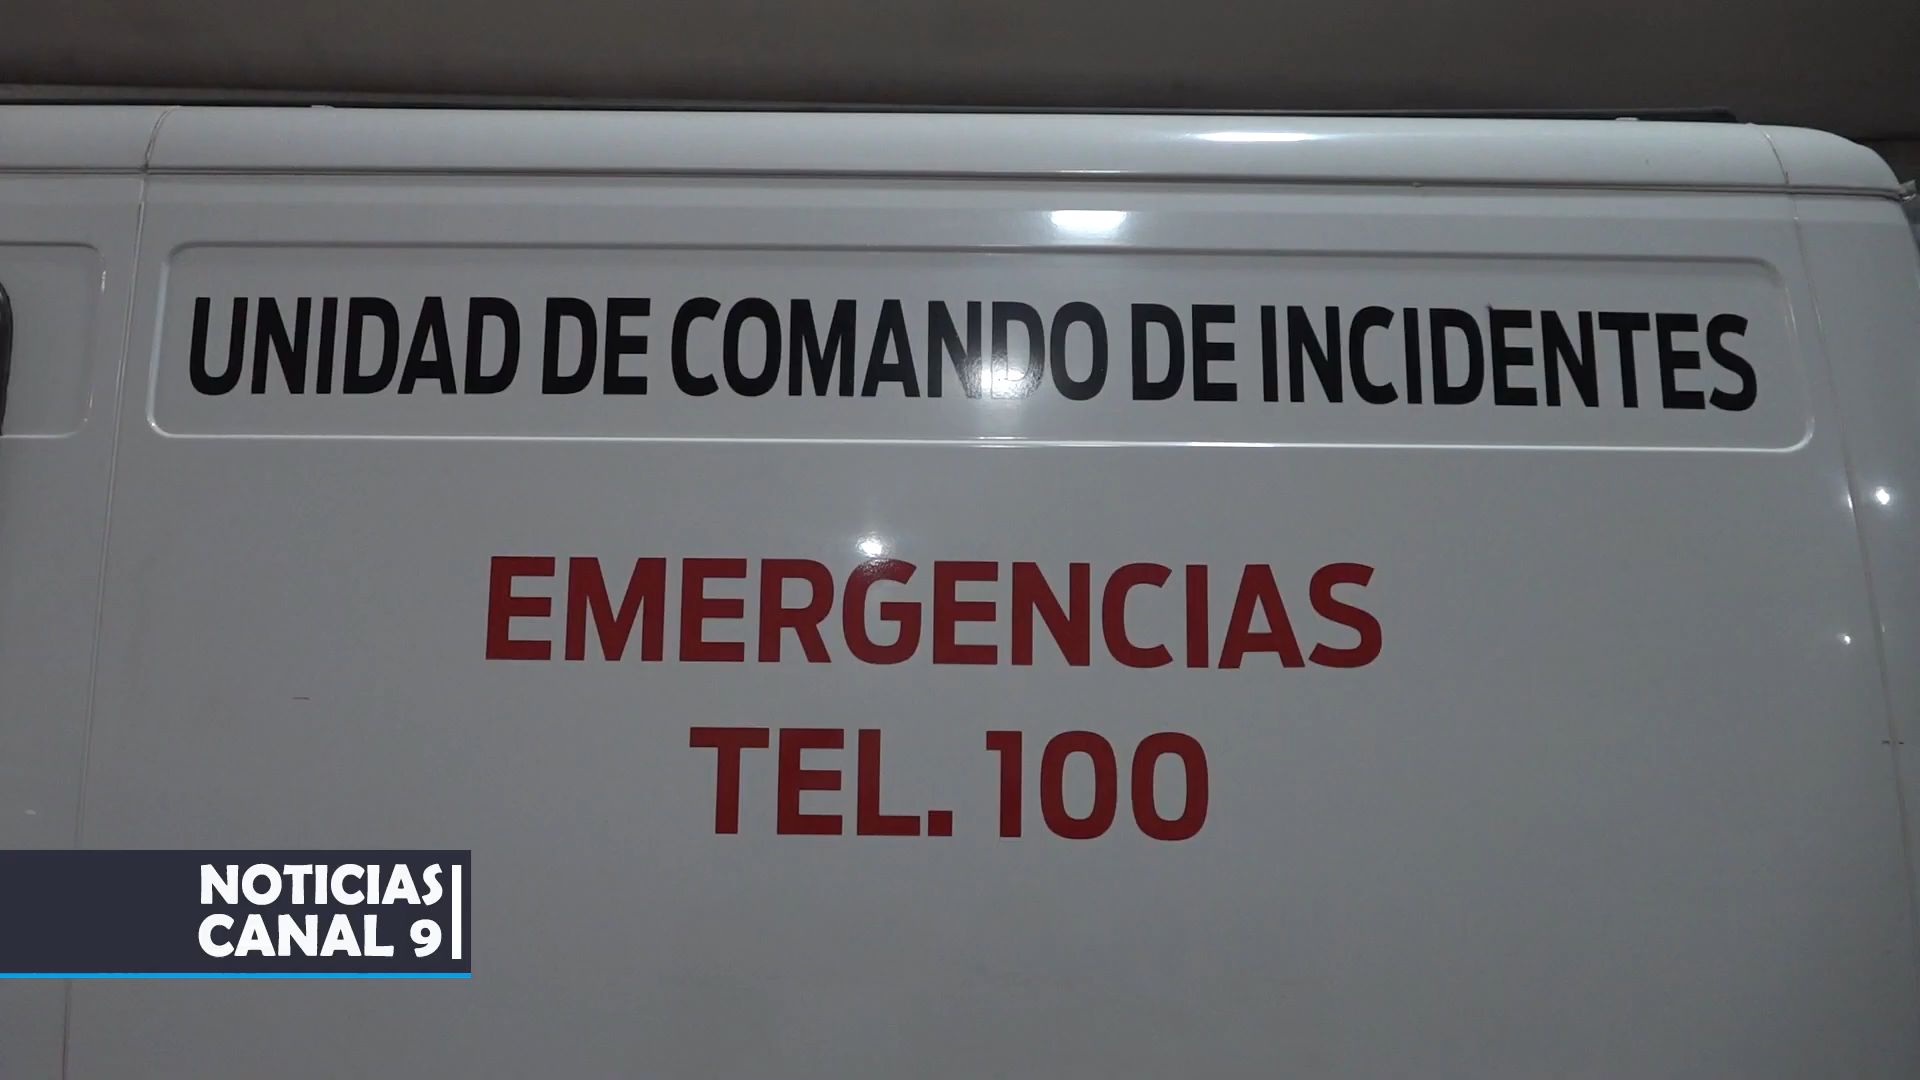 UNIDAD DE COMANDO DE INCIDENTES
EMERGENCIAS
TEL. 100
NOTICIAS
CANAL 9